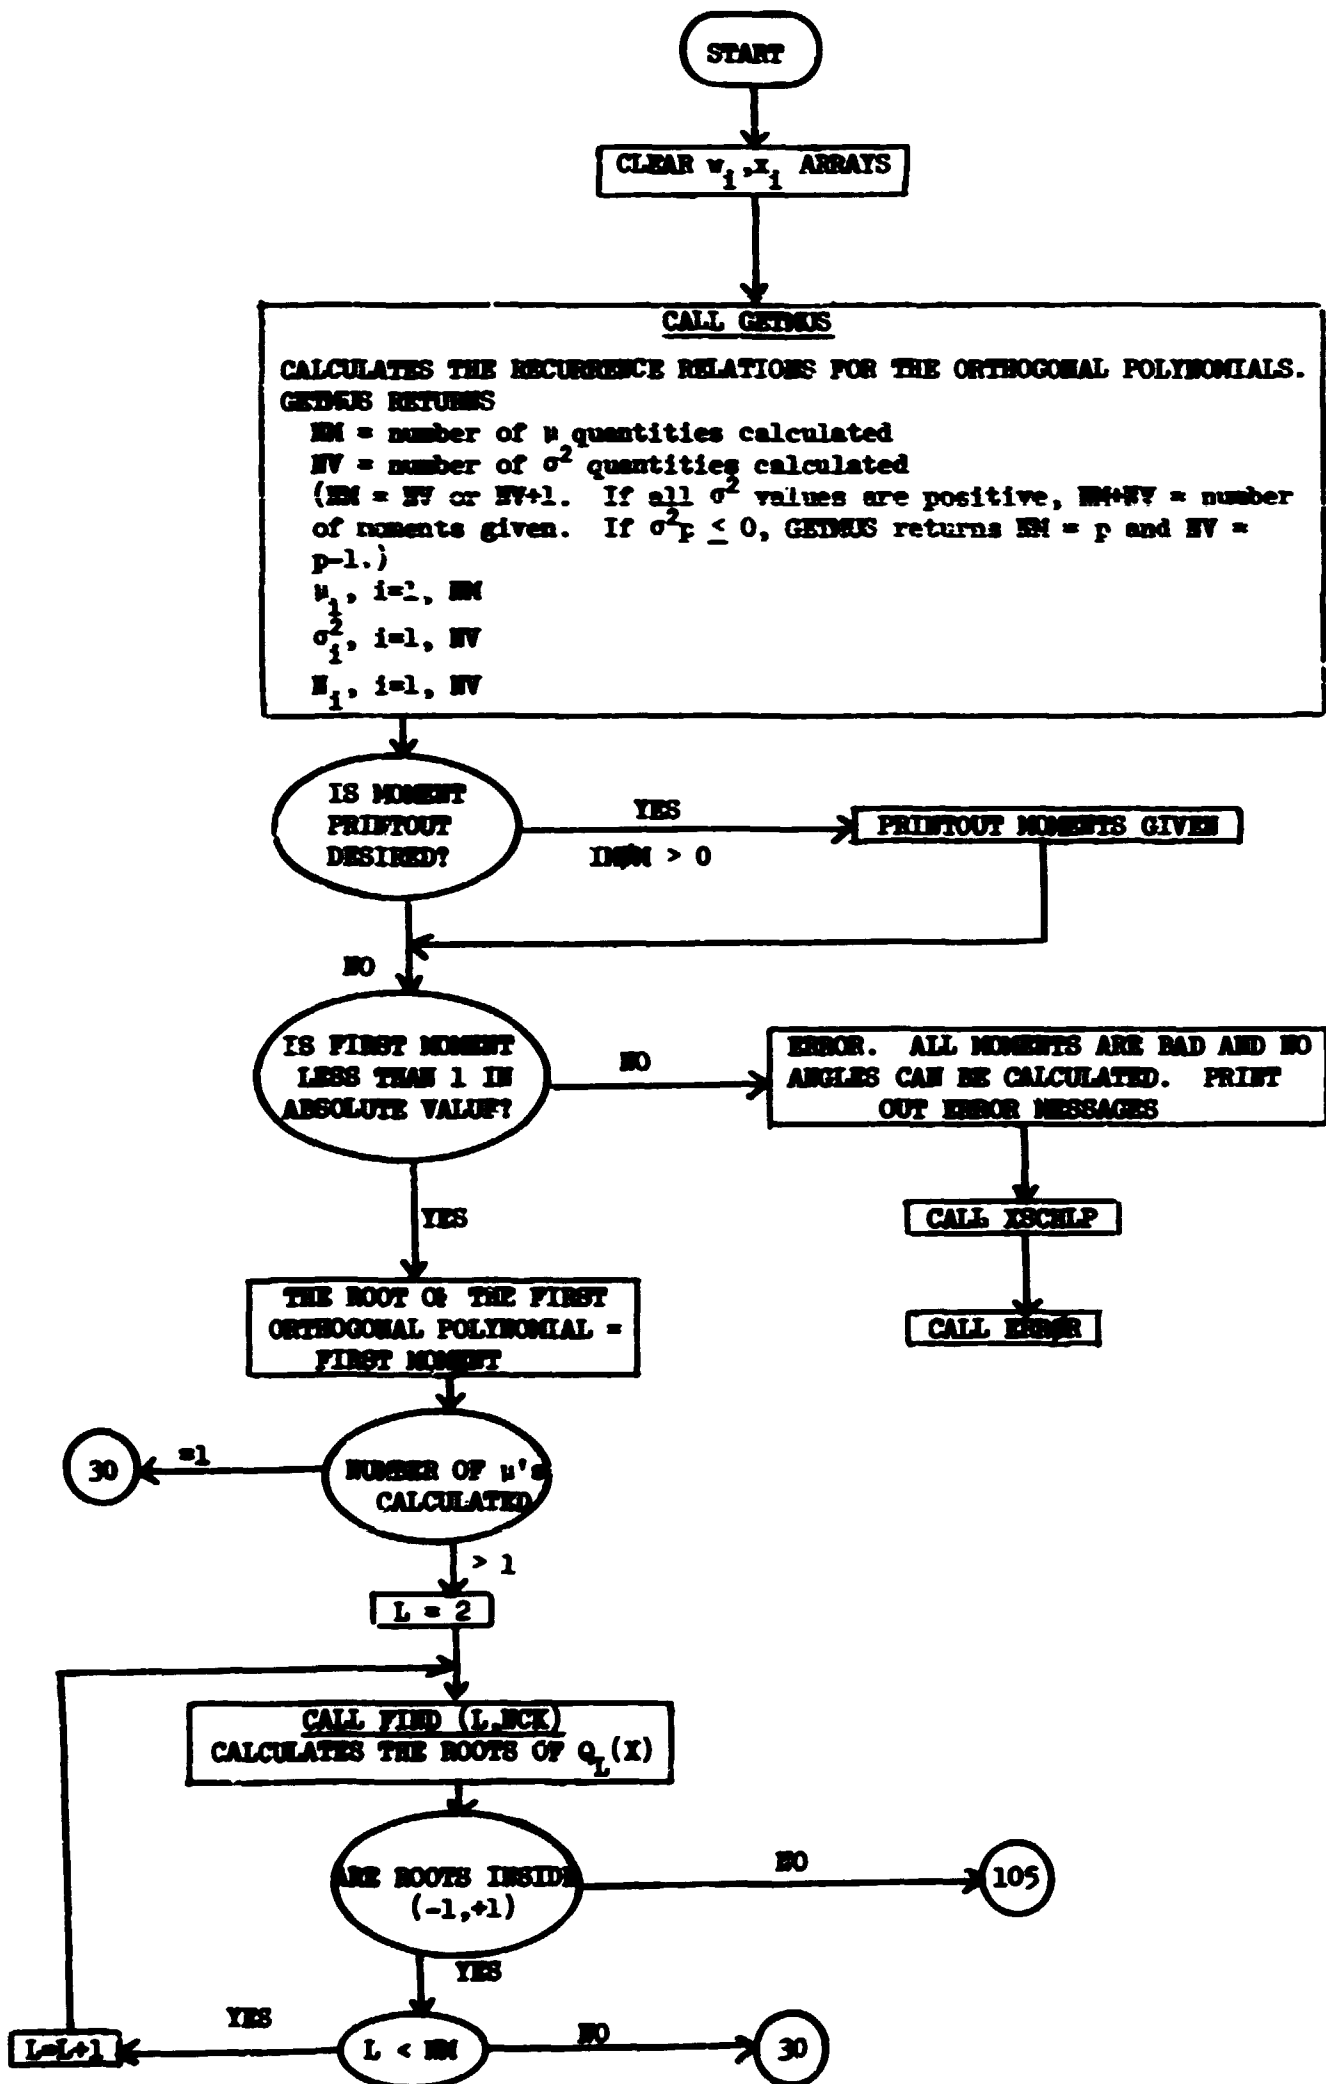 START
CLEAR w_i, x_i ARRAYS
CALL GETMUS
CALCULATES THE RECURRENCE RELATIONS FOR THE ORTHOGONAL POLYNOMIALS.
GETMUS RETURNS
NM = number of μ quantities calculated
NV = number of σ² quantities calculated
(NM = NV or NV+1. If all σ² values are positive, NM+NV = number
of moments given. If σ²p ≤ 0, GETMUS returns NM = p and NV =
p-1.)
μ_i, i=1, NM
σ²_i, i=1, NV
N_i, i=1, NV
IS MOMENT
PRINTOUT
DESIRED?
YES
IMØM > 0
PRINTOUT MOMENTS GIVEN
NO
IS FIRST MOMENT
LESS THAN 1 IN
ABSOLUTE VALUE?
NO
ERROR. ALL MOMENTS ARE BAD AND NO
ANGLES CAN BE CALCULATED. PRINT
OUT ERROR MESSAGES
YES
CALL XSCHLP
CALL ERRØR
THE ROOT OF THE FIRST
ORTHOGONAL POLYNOMIAL =
FIRST MOMENT
30
=1
NUMBER OF μ's
CALCULATED
> 1
L = 2
CALL FIND (L,NCK)
CALCULATES THE ROOTS OF Q_L(X)
ARE ROOTS INSIDE
(-1,+1)
NO
105
YES
L=L+1
YES
L < NM
NO
30